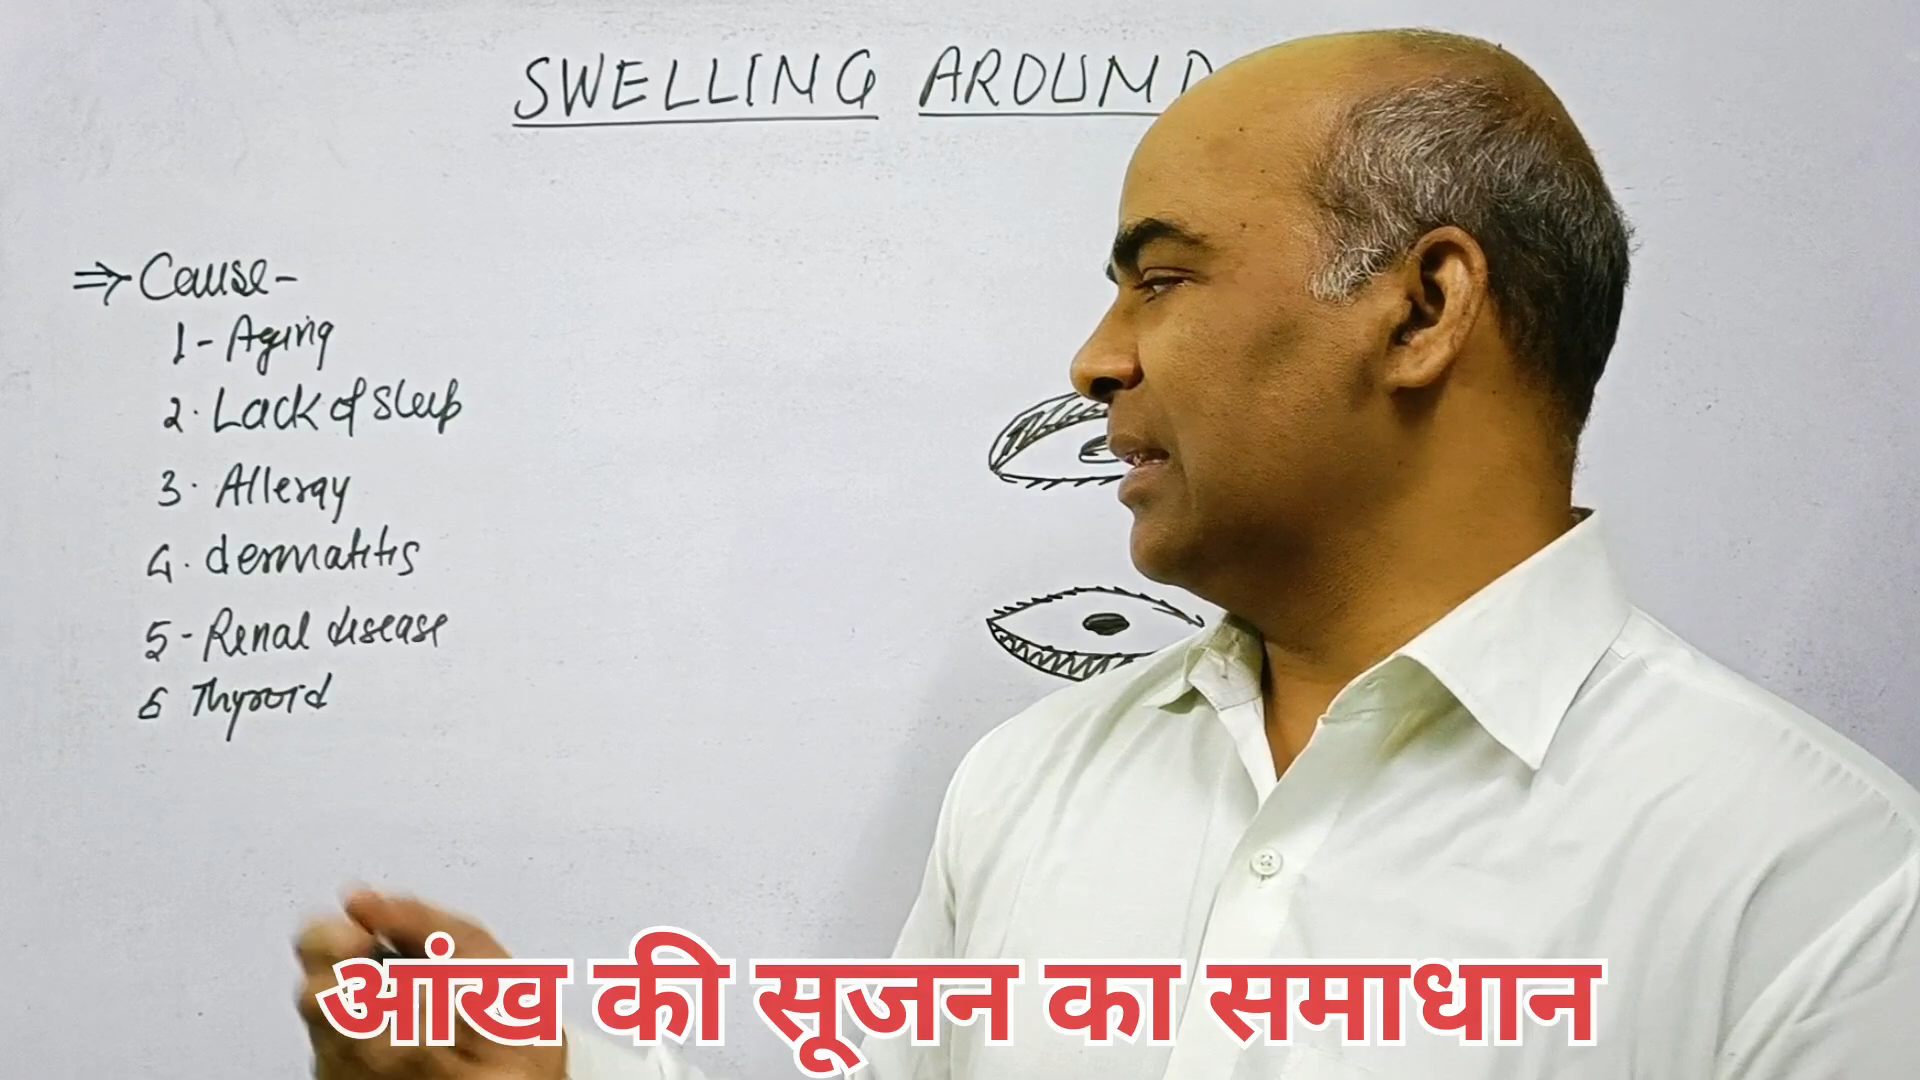 SWELLING AROUND
⇒ Cause -
1 - Aging
2. Lack of sleep
3. Allergy
4. dermatitis
5 - Renal disease
6 Thyroid
आंख की सूजन का समाधान